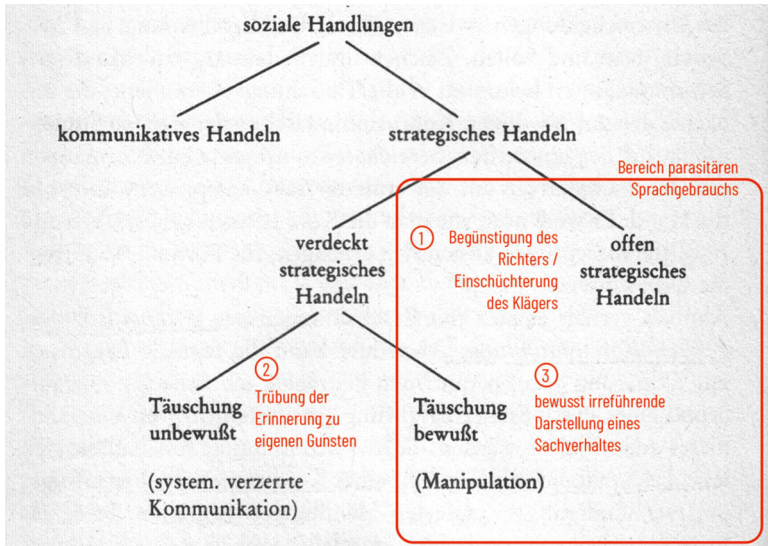 soziale Handlungen
kommunikatives Handeln
strategisches Handeln
Bereich parasitären
Sprachgebrauchs
verdeckt
strategisches
Handeln
1
Begünstigung des
Richters /
Einschüchterung
des Klägers
offen
strategisches
Handeln
2
Trübung der
Erinnerung zu
eigenen Gunsten
3
bewusst irreführende
Darstellung eines
Sachverhaltes
Täuschung
unbewußt
Täuschung
bewußt
(system. verzerrte
Kommunikation)
(Manipulation)